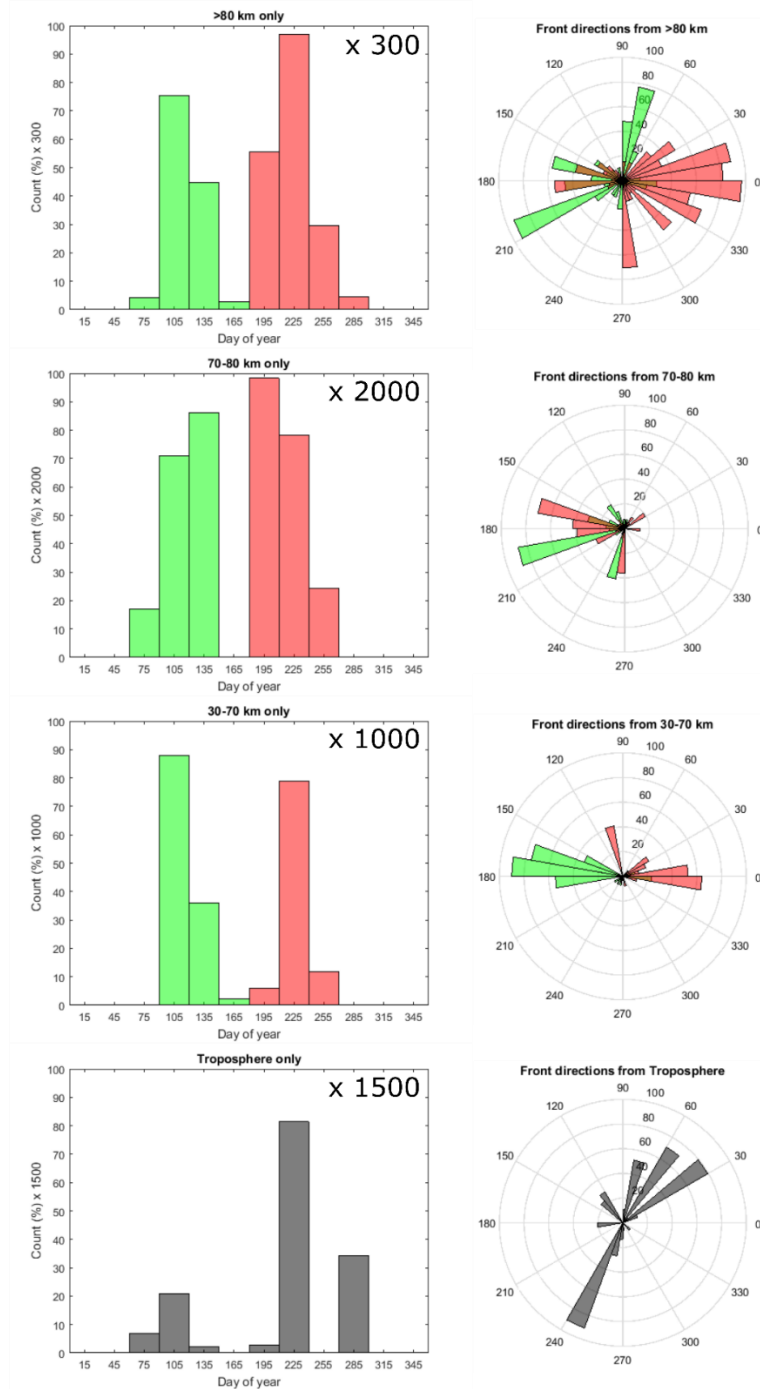 >80 km only
x 300
Count (%) x 300
100
90
80
70
60
50
40
30
20
10
0
15 45 75 105 135 165 195 225 255 285 315 345
Day of year
Front directions from >80 km
90
120 100 60
80
60
150 40 30
20
180 0
210 330
240 300
270
70-80 km only
x 2000
Count (%) x 2000
100
90
80
70
60
50
40
30
20
10
0
15 45 75 105 135 165 195 225 255 285 315 345
Day of year
Front directions from 70-80 km
90
120 100 60
80
60
150 40 30
20
180 0
210 330
240 300
270
30-70 km only
x 1000
Count (%) x 1000
100
90
80
70
60
50
40
30
20
10
0
15 45 75 105 135 165 195 225 255 285 315 345
Day of year
Front directions from 30-70 km
90
120 100 60
80
60
150 40 30
20
180 0
210 330
240 300
270
Troposphere only
x 1500
Count (%) x 1500
100
90
80
70
60
50
40
30
20
10
0
15 45 75 105 135 165 195 225 255 285 315 345
Day of year
Front directions from Troposphere
90
120 100 60
80
60
150 40 30
20
180 0
210 330
240 300
270